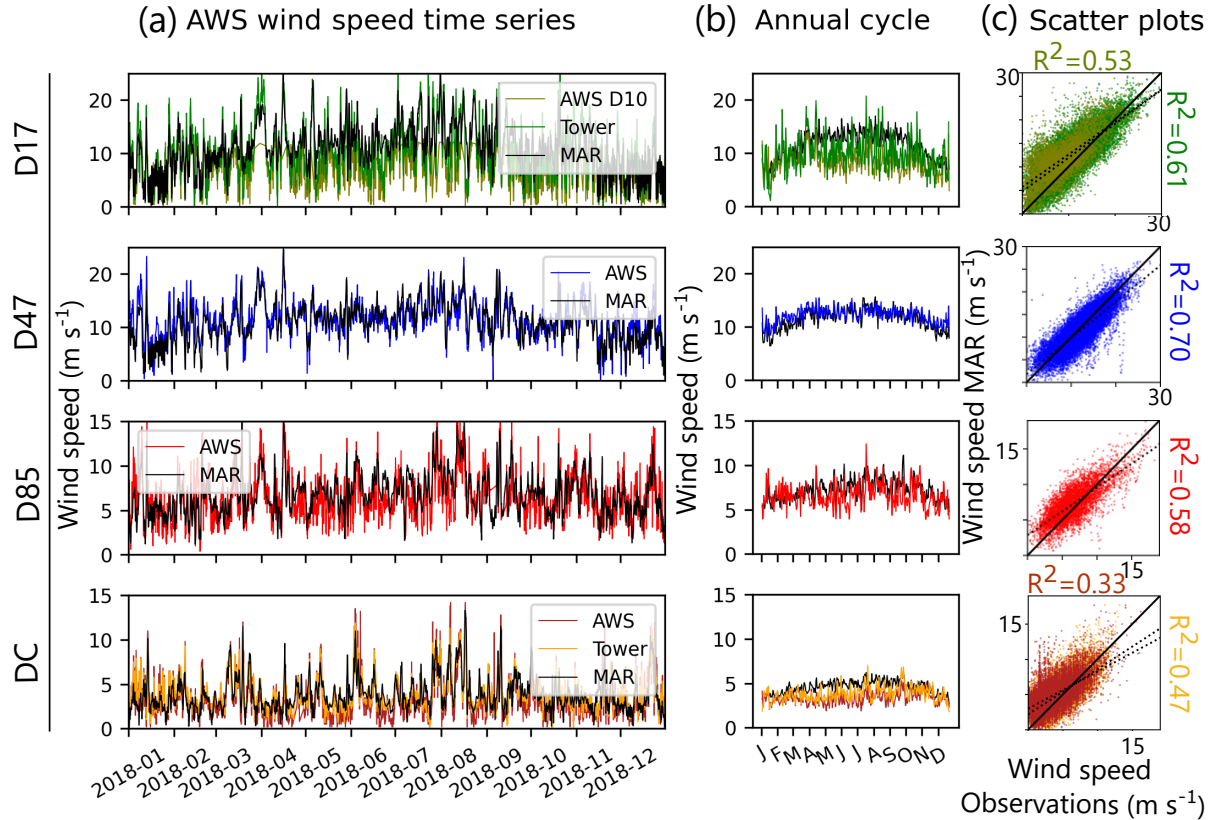 (a) AWS wind speed time series
(b) Annual cycle
(c) Scatter plots
D17
D47
D85
DC
Wind speed (m s⁻¹)
20
10
0
AWS D10
Tower
MAR
20
10
0
AWS
MAR
15
10
5
0
AWS
MAR
15
10
5
0
AWS
Tower
MAR
2018-01
2018-02
2018-03
2018-04
2018-05
2018-06
2018-07
2018-08
2018-09
2018-10
2018-11
2018-12
Wind speed (m s⁻¹)
20
10
0
20
10
0
15
10
5
0
15
10
5
0
J F M A M J J A S O N D
Wind speed MAR (m s⁻¹)
R²=0.53
30
R²=0.61
30
30
R²=0.70
30
15
R²=0.58
15
R²=0.33
15
R²=0.47
15
Wind speed
Observations (m s⁻¹)